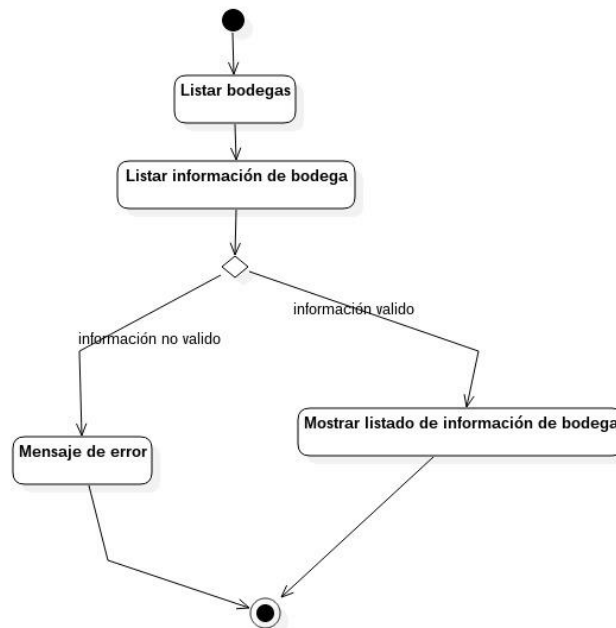 Listar bodegas
Listar información de bodega
información valido
información no valido
Mostrar listado de información de bodega
Mensaje de error